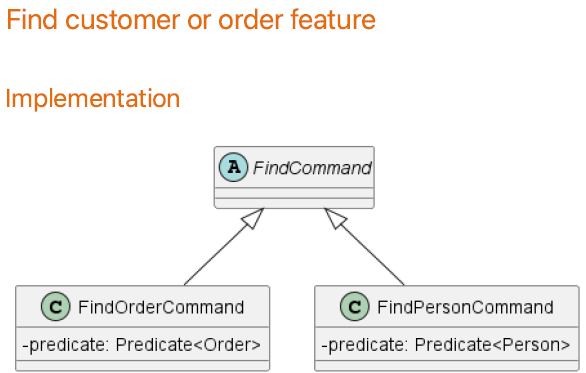 Find customer or order feature
Implementation
A FindCommand
C FindOrderCommand
-predicate: Predicate<Order>
C FindPersonCommand
-predicate: Predicate<Person>